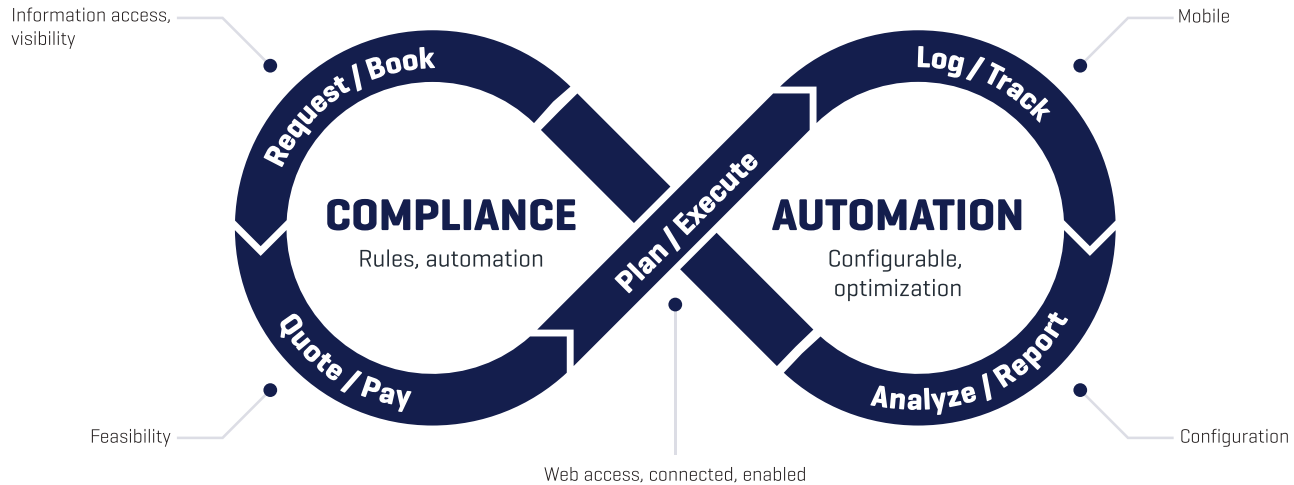 Information access,
visibility
Mobile
Request / Book
Log / Track
COMPLIANCE
Rules, automation
Plan / Execute
AUTOMATION
Configurable,
optimization
Quote / Pay
Analyze / Report
Feasibility
Configuration
Web access, connected, enabled